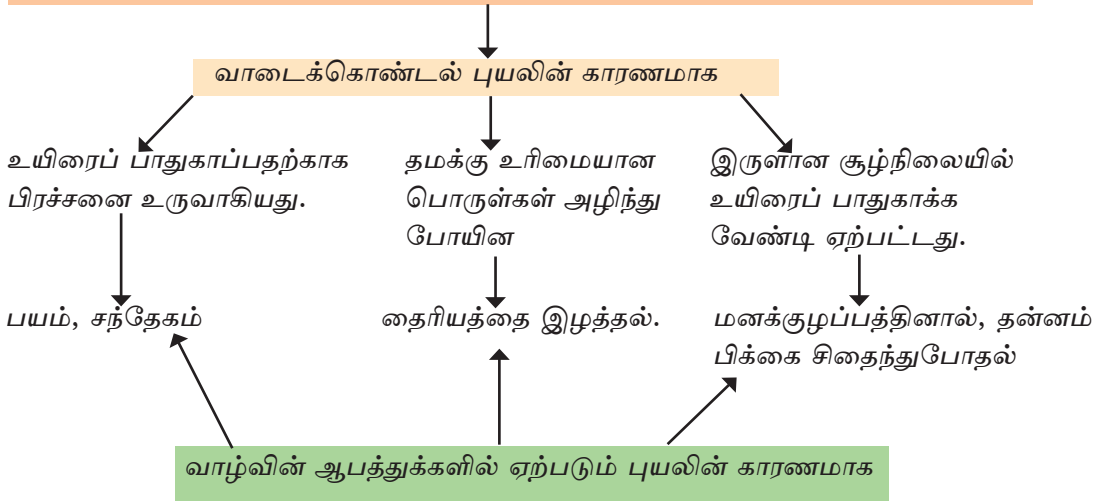 வாடைக்கொண்டல் புயலின் காரணமாக
உயிரைப் பாதுகாப்பதற்காக
பிரச்சனை உருவாகியது.
தமக்கு உரிமையான
பொருள்கள் அழிந்து
போயின
இருளான சூழ்நிலையில்
உயிரைப் பாதுகாக்க
வேண்டி ஏற்பட்டது.
பயம், சந்தேகம்
தைரியத்தை இழத்தல்.
மனக்குழப்பத்தினால், தன்னம்
பிக்கை சிதைந்துபோதல்
வாழ்வின் ஆபத்துக்களில் ஏற்படும் புயலின் காரணமாக